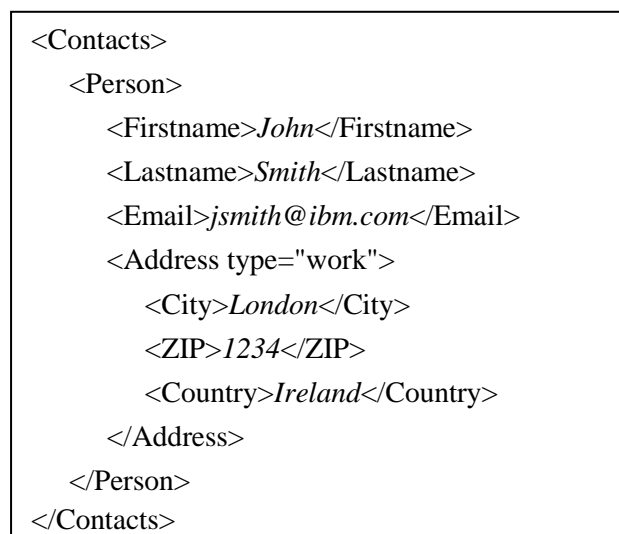 <Contacts>
<Person>
<Firstname>John</Firstname>
<Lastname>Smith</Lastname>
<Email>jsmith@ibm.com</Email>
<Address type="work">
<City>London</City>
<ZIP>1234</ZIP>
<Country>Ireland</Country>
</Address>
</Person>
</Contacts>